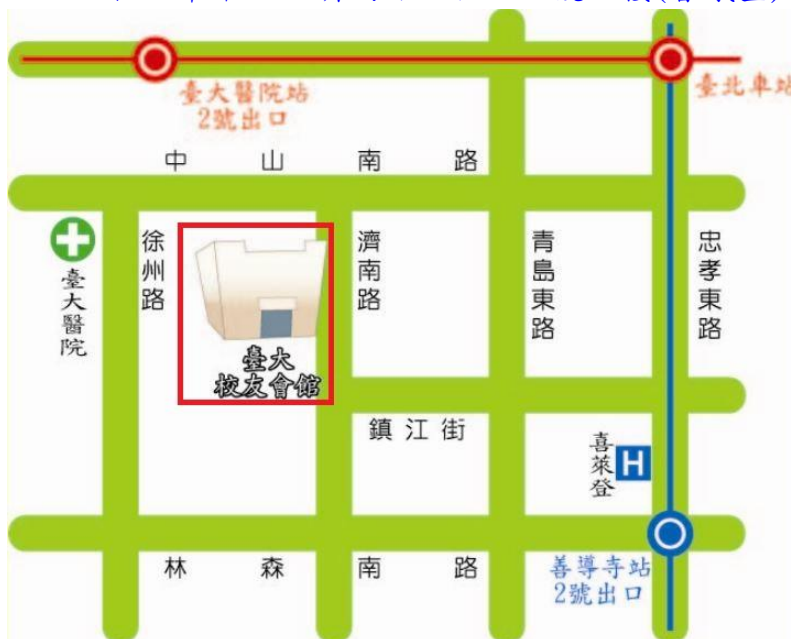 臺大醫院站
2號出口
臺北車站
中山南路
徐州路
濟南路
青島東路
忠孝東路
臺大醫院
臺大
校友會館
鎮江街
喜萊登
H
林森南路
善導寺站
2號出口